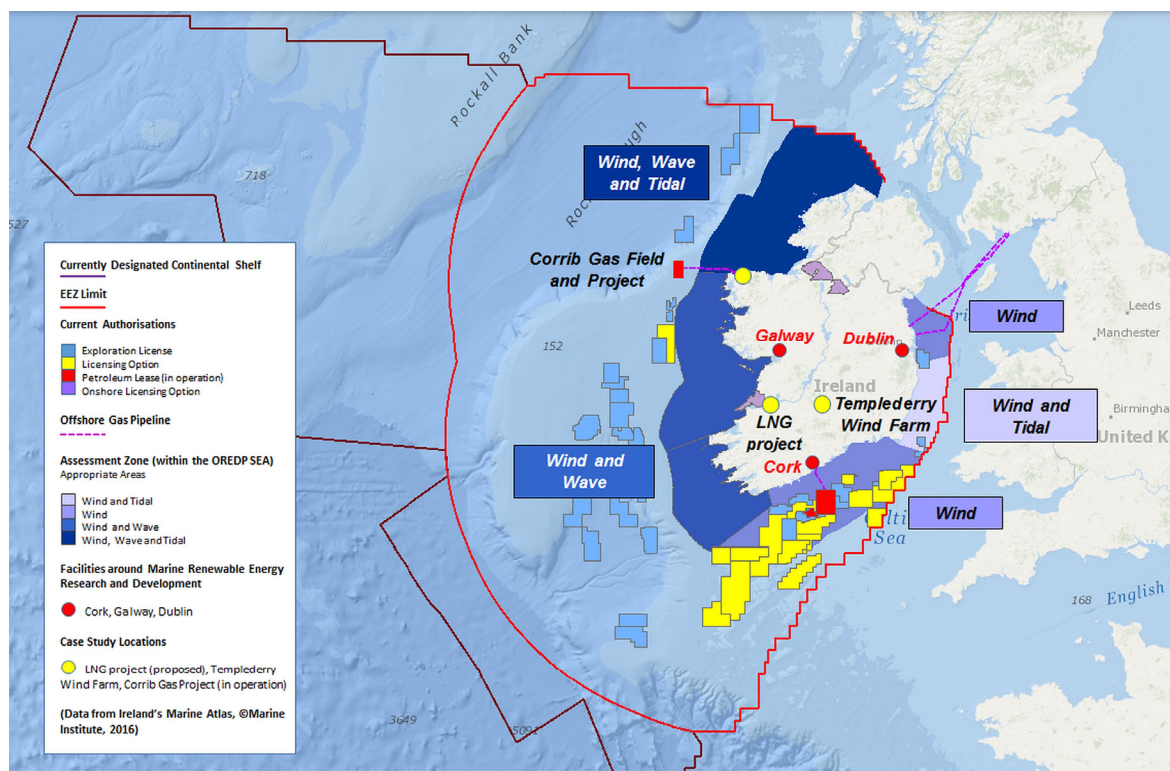 Rockall Bank
718
527
Wind, Wave
and Tidal
Corrib Gas Field
and Project
Wind
Leeds
Manchester
Galway
Dublin
152
Ireland
Templederry
Wind Farm
LNG
project
Wind and
Tidal
Birmingha
United K
Cork
Wind and
Wave
Wind
Sea
168
English
3649
5091
Currently Designated Continental Shelf
EEZ Limit
Current Authorisations
Exploration License
Licensing Option
Petroleum Lease (in operation)
Onshore Licensing Option
Offshore Gas Pipeline
Assessment Zone (within the OREDP SEA)
Appropriate Areas
Wind and Tidal
Wind
Wind and Wave
Wind, Wave and Tidal
Facilities around Marine Renewable Energy
Research and Development
Cork, Galway, Dublin
Case Study Locations
LNG project (proposed), Templederry
Wind Farm, Corrib Gas Project (in operation)
(Data from Ireland's Marine Atlas, ©Marine
Institute, 2016)